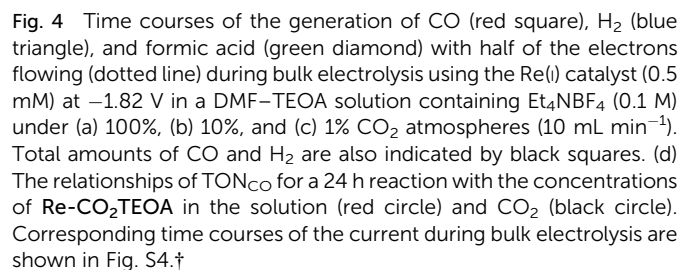 Fig. 4 Time courses of the generation of CO (red square), H₂ (blue
triangle), and formic acid (green diamond) with half of the electrons
flowing (dotted line) during bulk electrolysis using the Re(I) catalyst (0.5
mM) at −1.82 V in a DMF–TEOA solution containing Et₄NBF₄ (0.1 M)
under (a) 100%, (b) 10%, and (c) 1% CO₂ atmospheres (10 mL min⁻¹).
Total amounts of CO and H₂ are also indicated by black squares. (d)
The relationships of TON_CO for a 24 h reaction with the concentrations
of Re-CO₂TEOA in the solution (red circle) and CO₂ (black circle).
Corresponding time courses of the current during bulk electrolysis are
shown in Fig. S4.†